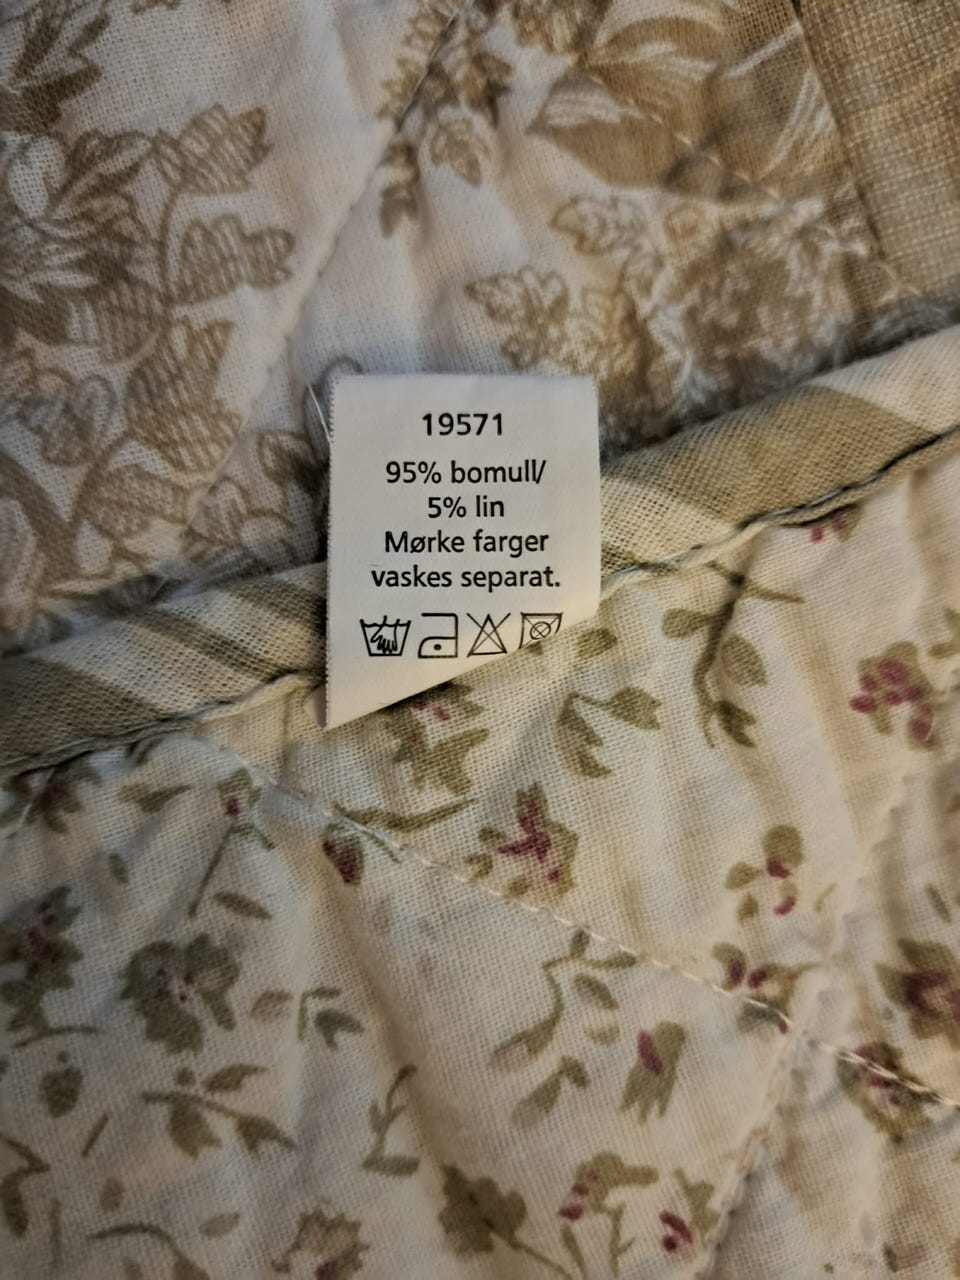 19571
95% bomull/
5% lin
Mørke farger
vaskes separat.